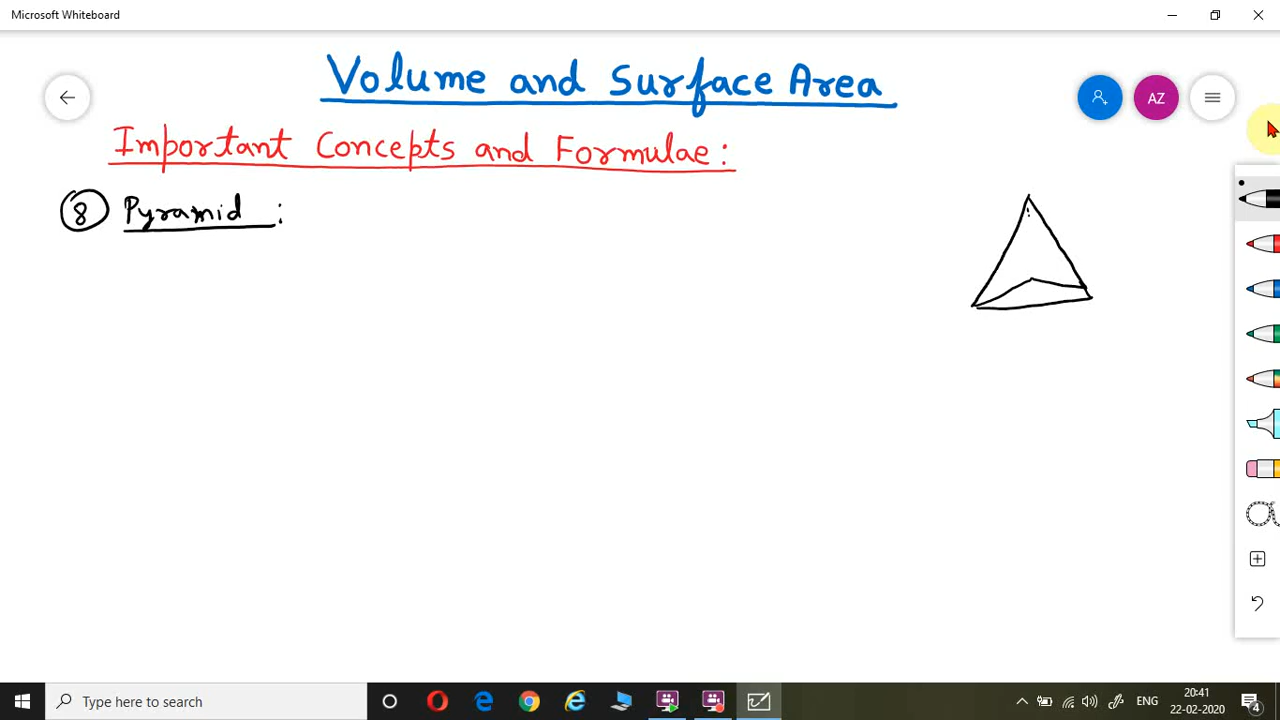 Microsoft Whiteboard
Volume and Surface Area
AZ
Important Concepts and Formulae:
8 Pyramid :
Type here to search
ENG
20:41
22-02-2020
4